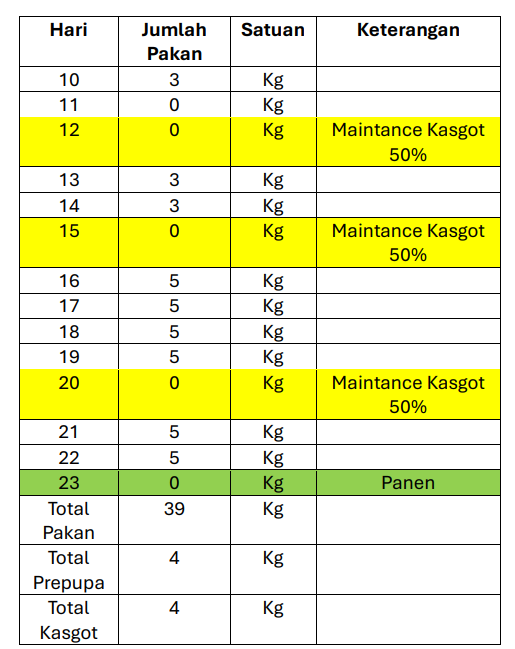 Hari Jumlah Pakan Satuan Keterangan
10 3 Kg
11 0 Kg
12 0 Kg Maintance Kasgot 50%
13 3 Kg
14 3 Kg
15 0 Kg Maintance Kasgot 50%
16 5 Kg
17 5 Kg
18 5 Kg
19 5 Kg
20 0 Kg Maintance Kasgot 50%
21 5 Kg
22 5 Kg
23 0 Kg Panen
Total Pakan 39 Kg
Total Prepupa 4 Kg
Total Kasgot 4 Kg